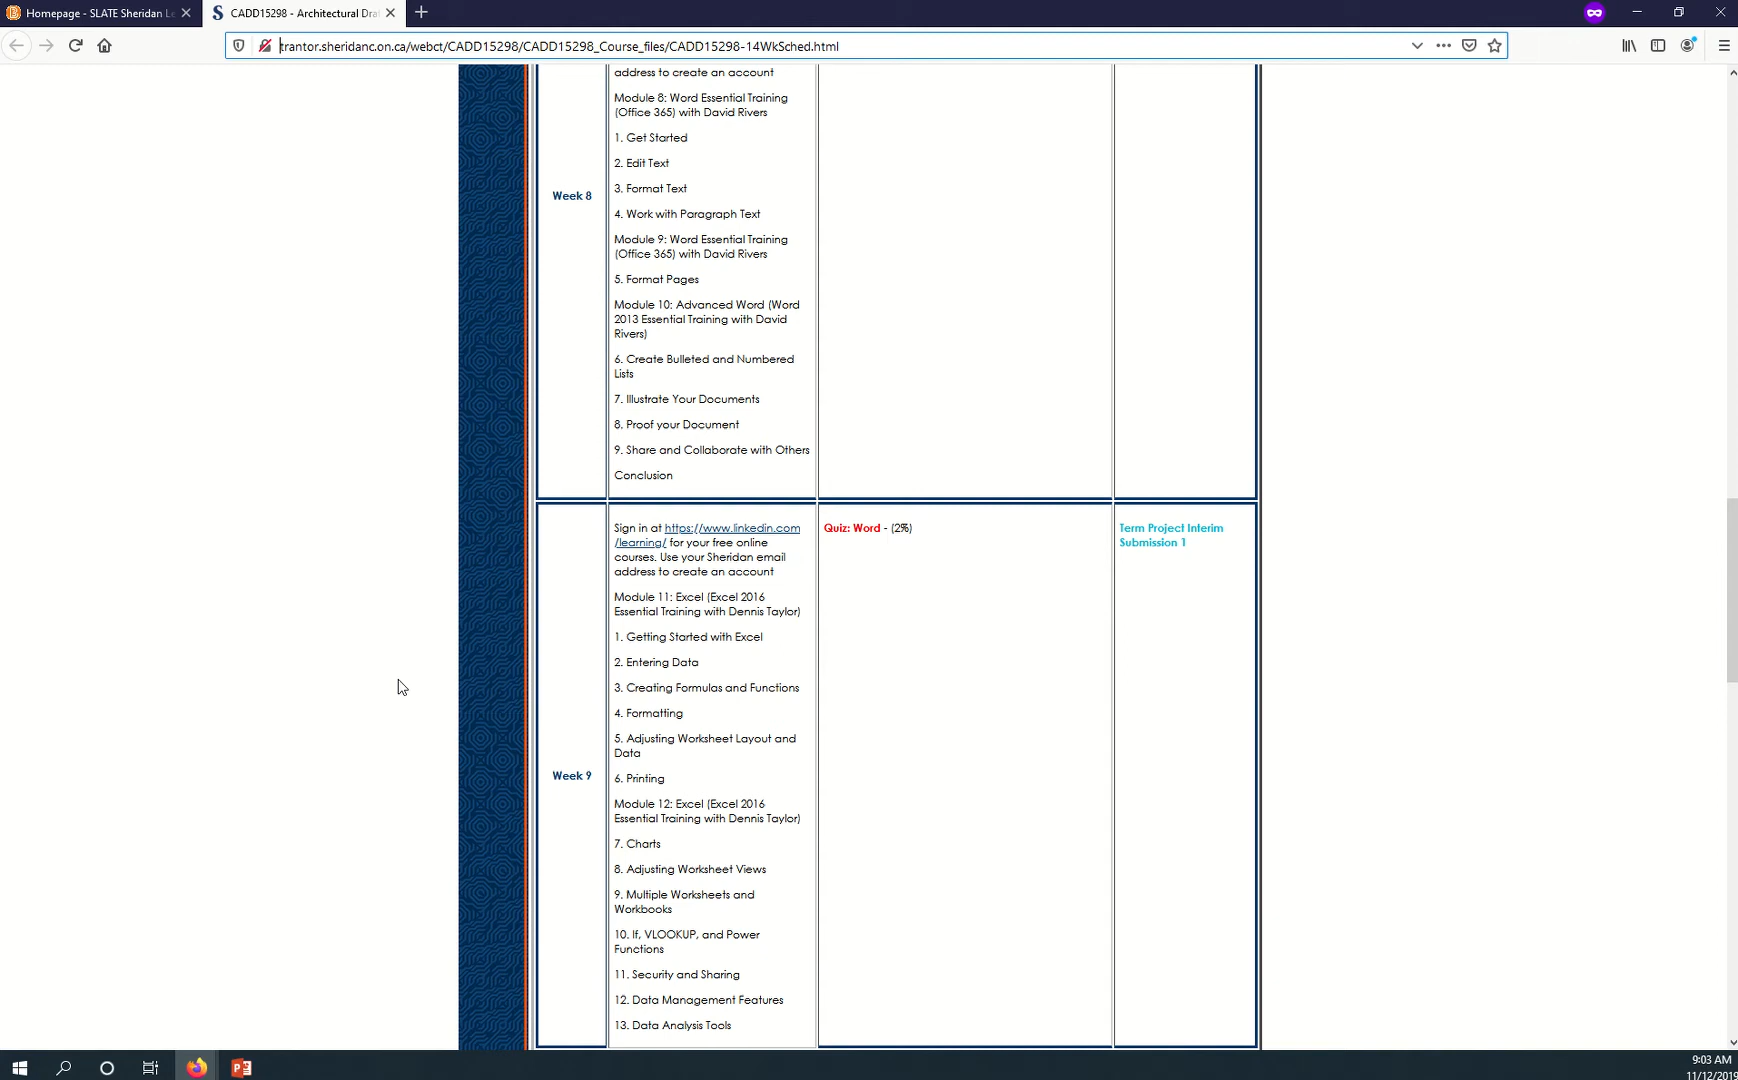 Homepage - SLATE Sheridan Le
CADD15298 - Architectural Dra
trantor.sheridanc.on.ca/webct/CADD15298/CADD15298_Course_files/CADD15298-14WkSched.html
address to create an account
Module 8: Word Essential Training
(Office 365) with David Rivers
1. Get Started
2. Edit Text
Week 8
3. Format Text
4. Work with Paragraph Text
Module 9: Word Essential Training
(Office 365) with David Rivers
5. Format Pages
Module 10: Advanced Word (Word
2013 Essential Training with David
Rivers)
6. Create Bulleted and Numbered
Lists
7. Illustrate Your Documents
8. Proof your Document
9. Share and Collaborate with Others
Conclusion
Week 9
Sign in at https://www.linkedin.com
/learning/ for your free online
courses. Use your Sheridan email
address to create an account
Module 11: Excel (Excel 2016
Essential Training with Dennis Taylor)
1. Getting Started with Excel
2. Entering Data
3. Creating Formulas and Functions
4. Formatting
5. Adjusting Worksheet Layout and
Data
6. Printing
Module 12: Excel (Excel 2016
Essential Training with Dennis Taylor)
7. Charts
8. Adjusting Worksheet Views
9. Multiple Worksheets and
Workbooks
10. If, VLOOKUP, and Power
Functions
11. Security and Sharing
12. Data Management Features
13. Data Analysis Tools
Quiz: Word - (2%)
Term Project Interim
Submission 1
9:03 AM
11/12/2019